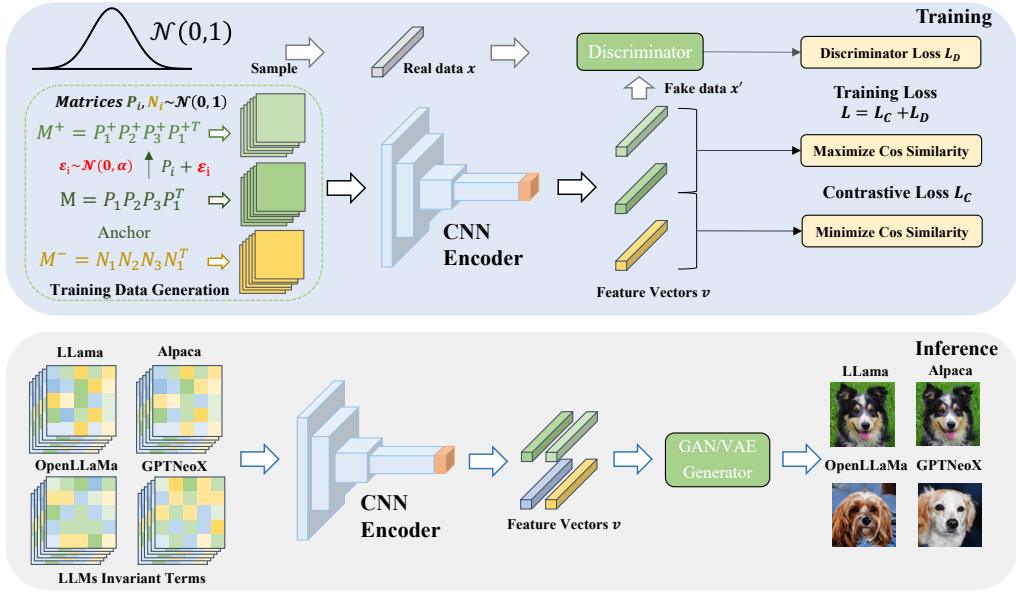 Training
𝒩(0,1)
Sample
Real data x
Discriminator
Discriminator Loss L_D
Fake data x′
Training Loss
L = L_C + L_D
Matrices P_i, N_i~𝒩(0,1)
M⁺ = P₁⁺P₂⁺P₃⁺P₁⁺ᵀ
ε_i~𝒩(0,α)
P_i + ε_i
M = P₁P₂P₃P₁ᵀ
Anchor
M⁻ = N₁N₂N₃N₁ᵀ
Training Data Generation
CNN
Encoder
Feature Vectors v
Maximize Cos Similarity
Contrastive Loss L_C
Minimize Cos Similarity
Inference
LLama
Alpaca
OpenLLaMa
GPTNeoX
LLMs Invariant Terms
CNN
Encoder
Feature Vectors v
GAN/VAE
Generator
LLama
Alpaca
OpenLLaMa
GPTNeoX